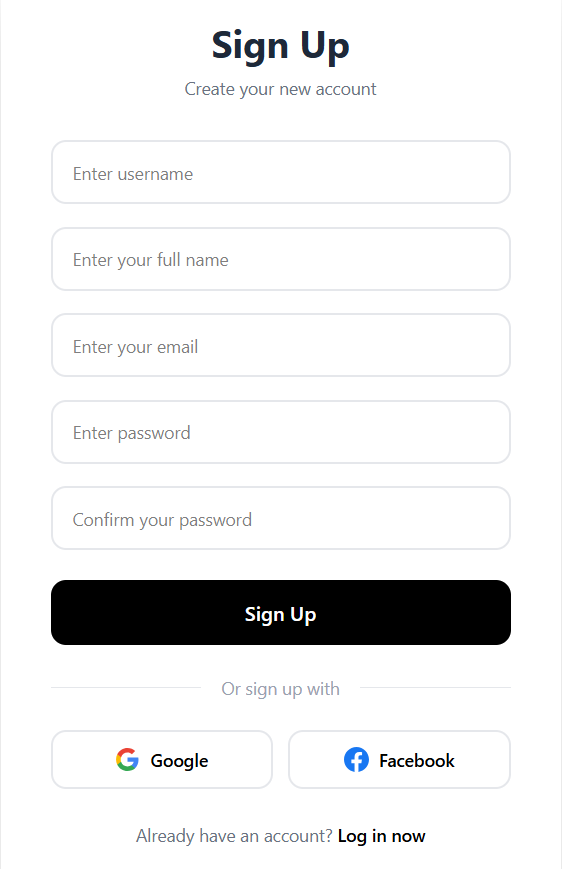 Sign Up
Create your new account
Enter username
Enter your full name
Enter your email
Enter password
Confirm your password
Sign Up
Or sign up with
Google
Facebook
Already have an account? Log in now